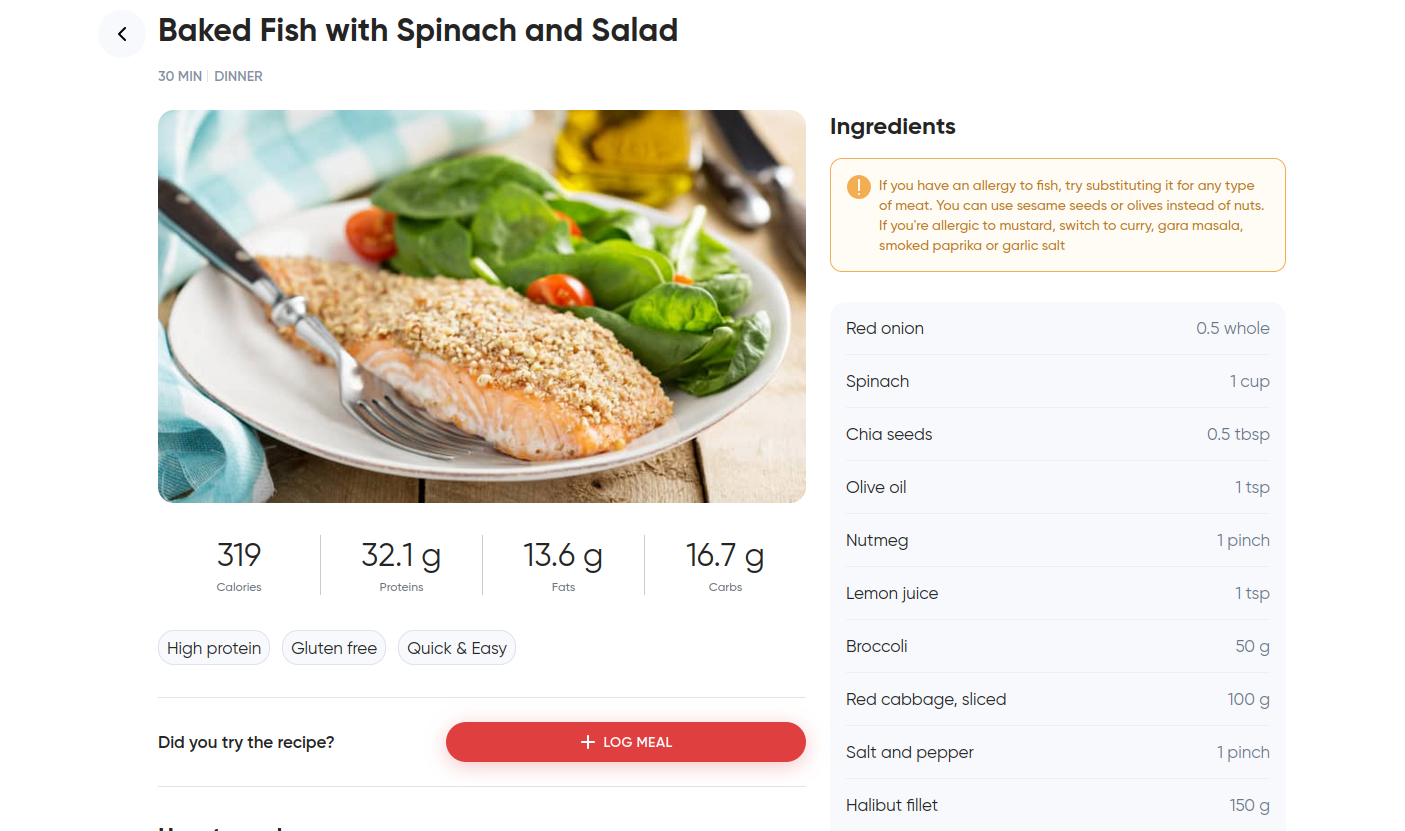 Baked Fish with Spinach and Salad
30 MIN
DINNER
Ingredients
If you have an allergy to fish, try substituting it for any type
of meat. You can use sesame seeds or olives instead of nuts.
If you're allergic to mustard, switch to curry, gara masala,
smoked paprika or garlic salt
Red onion 0.5 whole
Spinach 1 cup
Chia seeds 0.5 tbsp
Olive oil 1 tsp
Nutmeg 1 pinch
Lemon juice 1 tsp
Broccoli 50 g
Red cabbage, sliced 100 g
Salt and pepper 1 pinch
Halibut fillet 150 g
319
Calories
32.1 g
Proteins
13.6 g
Fats
16.7 g
Carbs
High protein
Gluten free
Quick & Easy
Did you try the recipe?
LOG MEAL